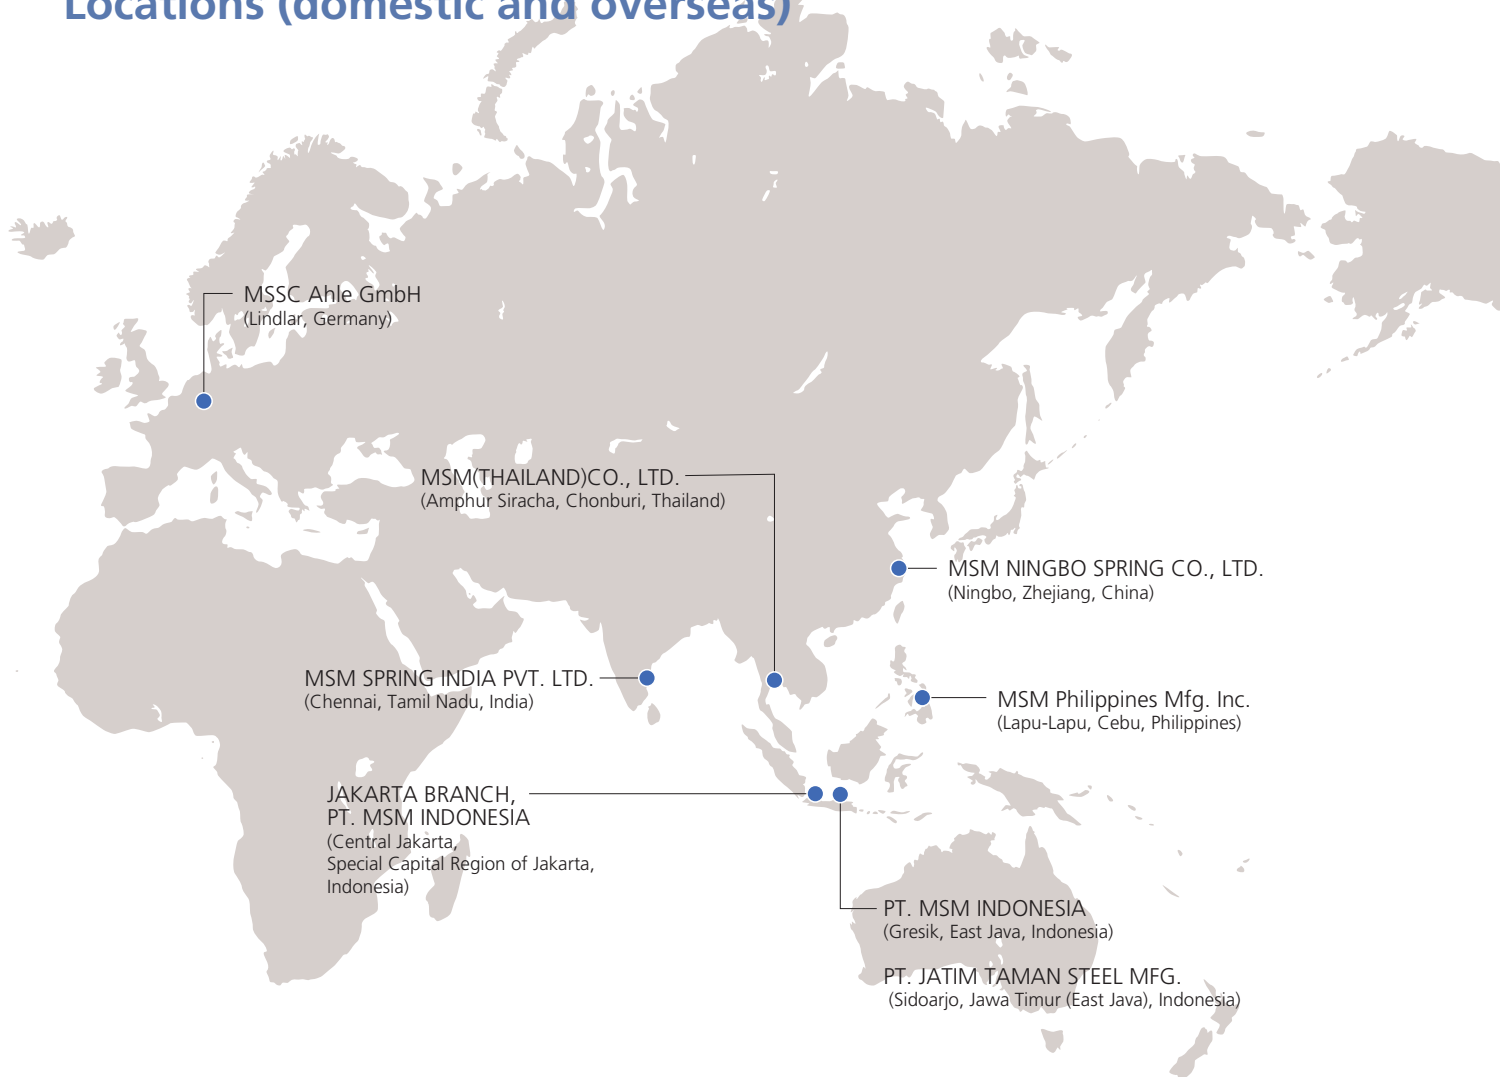 Locations (domestic and overseas)
MSSC Ahle GmbH
(Lindlar, Germany)
MSM(THAILAND)CO., LTD.
(Amphur Siracha, Chonburi, Thailand)
MSM NINGBO SPRING CO., LTD.
(Ningbo, Zhejiang, China)
MSM SPRING INDIA PVT. LTD.
(Chennai, Tamil Nadu, India)
MSM Philippines Mfg. Inc.
(Lapu-Lapu, Cebu, Philippines)
JAKARTA BRANCH,
PT. MSM INDONESIA
(Central Jakarta,
Special Capital Region of Jakarta,
Indonesia)
PT. MSM INDONESIA
(Gresik, East Java, Indonesia)
PT. JATIM TAMAN STEEL MFG.
(Sidoarjo, Jawa Timur (East Java), Indonesia)